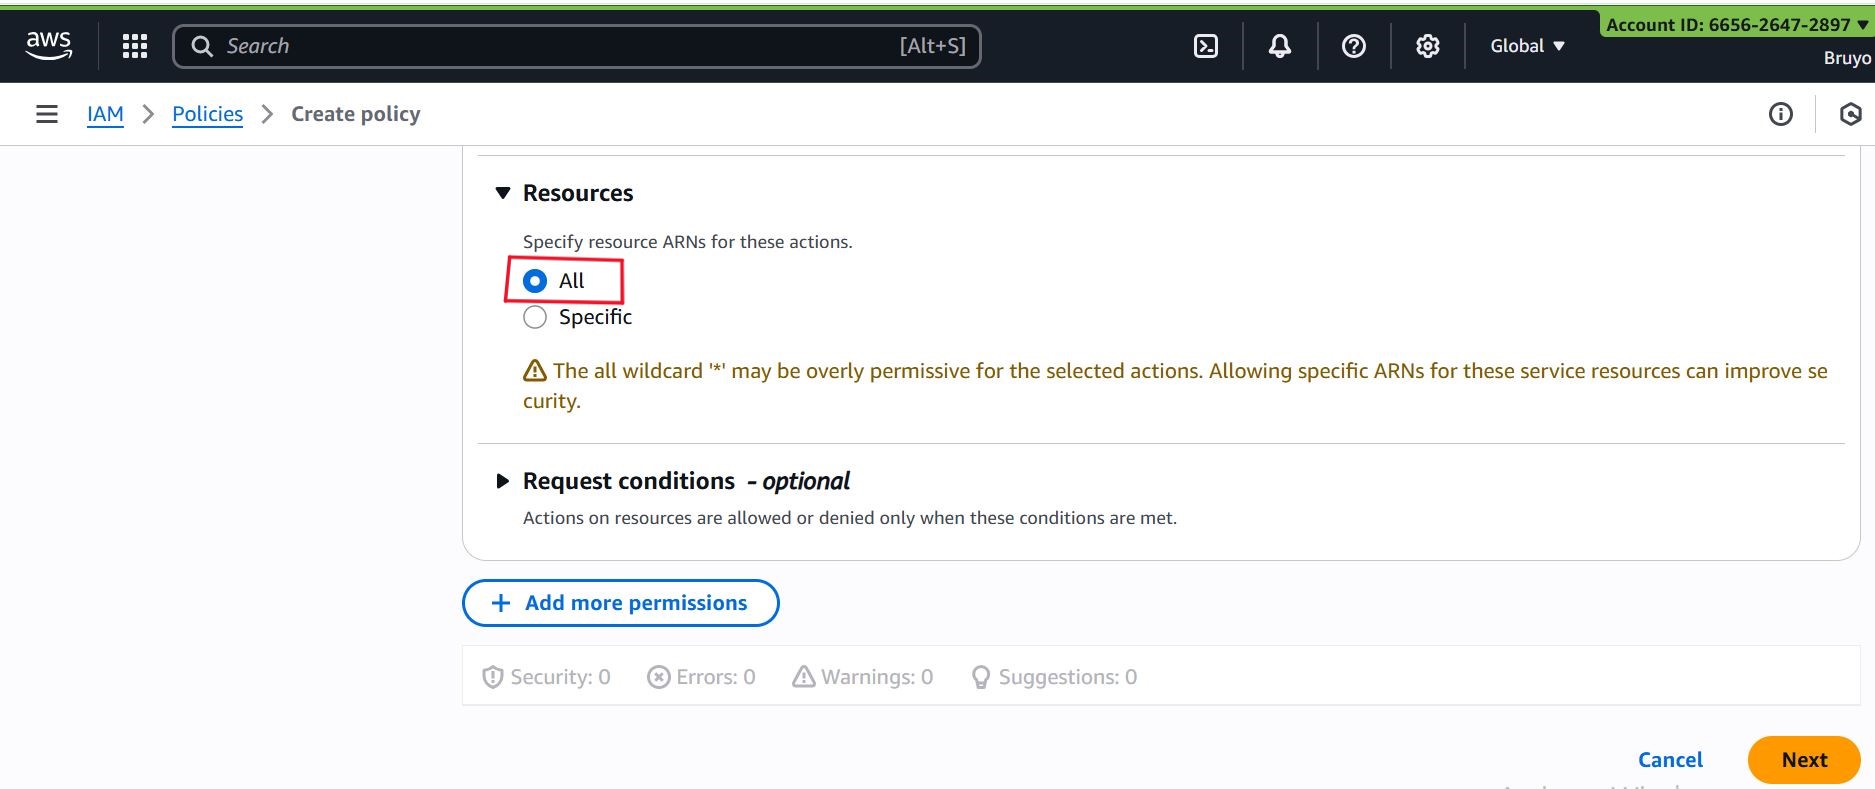 aws
Search
[Alt+S]
Global
Account ID: 6656-2647-2897
Bruyo
IAM
Policies
Create policy
Resources
Specify resource ARNs for these actions.
All
Specific
The all wildcard '*' may be overly permissive for the selected actions. Allowing specific ARNs for these service resources can improve se
curity.
Request conditions - optional
Actions on resources are allowed or denied only when these conditions are met.
Add more permissions
Security: 0
Errors: 0
Warnings: 0
Suggestions: 0
Cancel
Next